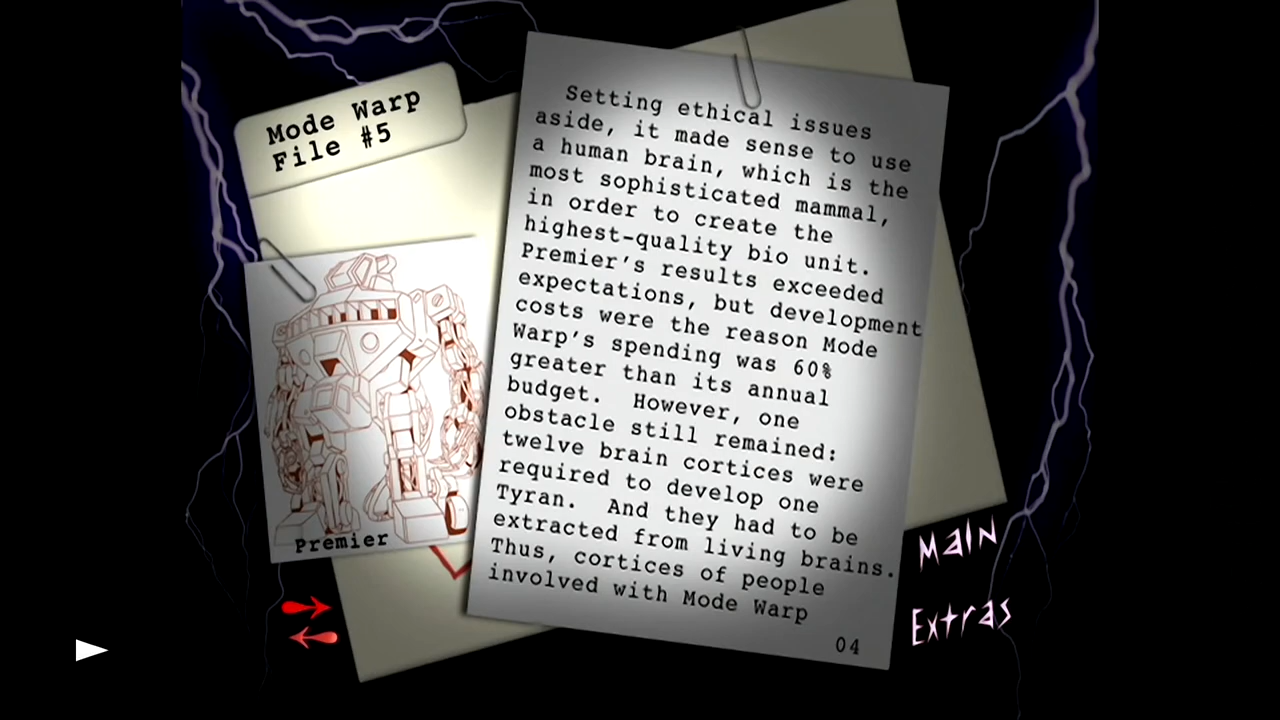 Mode Warp
File #5
Premier
Setting ethical issues
aside, it made sense to use
a human brain, which is the
most sophisticated mammal,
in order to create the
highest-quality bio unit.
Premier's results exceeded
expectations, but development
costs were the reason Mode
Warp's spending was 60%
greater than its annual
budget.  However, one
obstacle still remained:
twelve brain cortices were
required to develop one
Tyran.  And they had to be
extracted from living brains.
Thus, cortices of people
involved with Mode Warp
04
Main
Extras